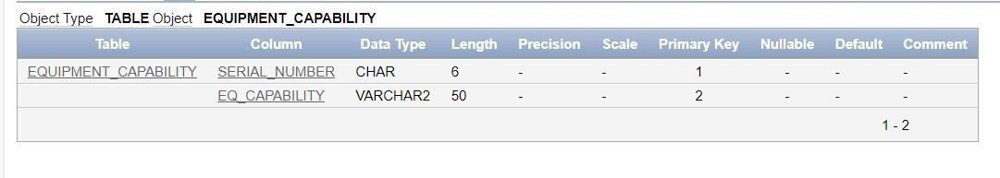 Object Type TABLE Object EQUIPMENT_CAPABILITY
Table Column Data Type Length Precision Scale Primary Key Nullable Default Comment
EQUIPMENT_CAPABILITY SERIAL_NUMBER CHAR 6 - - 1 - - -
EQ_CAPABILITY VARCHAR2 50 - - 2 - - -
1 - 2